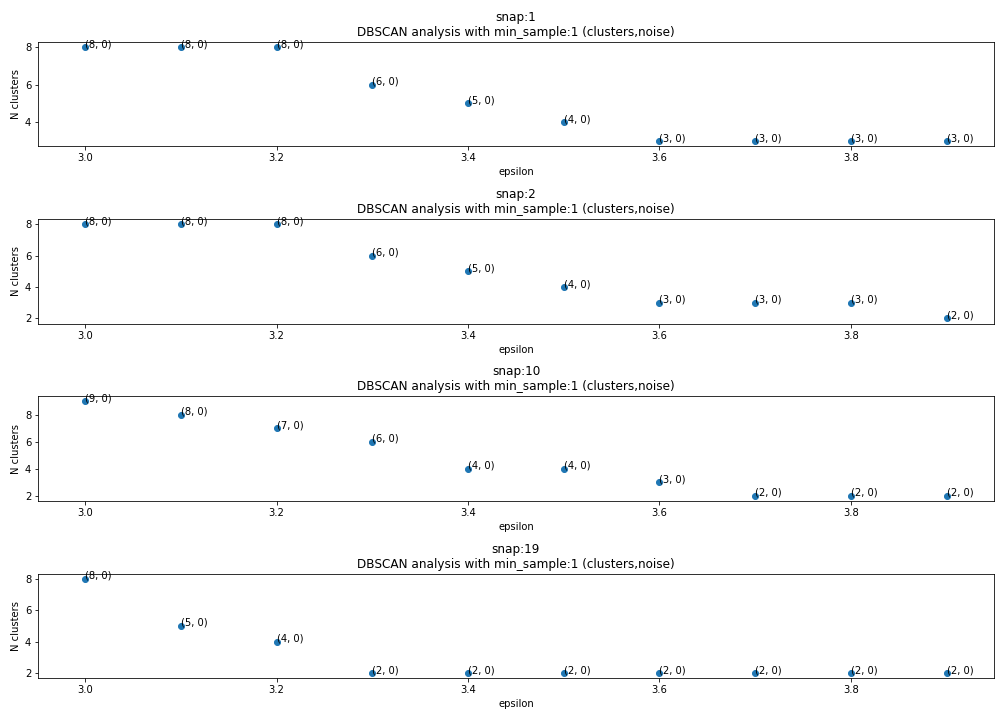 snap:1
DBSCAN analysis with min_sample:1 (clusters,noise)
8
6
4
N clusters
(8, 0) (8, 0) (8, 0) (6, 0) (5, 0) (4, 0) (3, 0) (3, 0) (3, 0) (3, 0)
3.0 3.2 3.4 3.6 3.8
epsilon
snap:2
DBSCAN analysis with min_sample:1 (clusters,noise)
8
6
4
2
N clusters
(8, 0) (8, 0) (8, 0) (6, 0) (5, 0) (4, 0) (3, 0) (3, 0) (3, 0) (2, 0)
3.0 3.2 3.4 3.6 3.8
epsilon
snap:10
DBSCAN analysis with min_sample:1 (clusters,noise)
8
6
4
2
N clusters
(9, 0) (8, 0) (7, 0) (6, 0) (4, 0) (4, 0) (3, 0) (2, 0) (2, 0) (2, 0)
3.0 3.2 3.4 3.6 3.8
epsilon
snap:19
DBSCAN analysis with min_sample:1 (clusters,noise)
8
6
4
2
N clusters
(8, 0) (5, 0) (4, 0) (2, 0) (2, 0) (2, 0) (2, 0) (2, 0) (2, 0) (2, 0)
3.0 3.2 3.4 3.6 3.8
epsilon